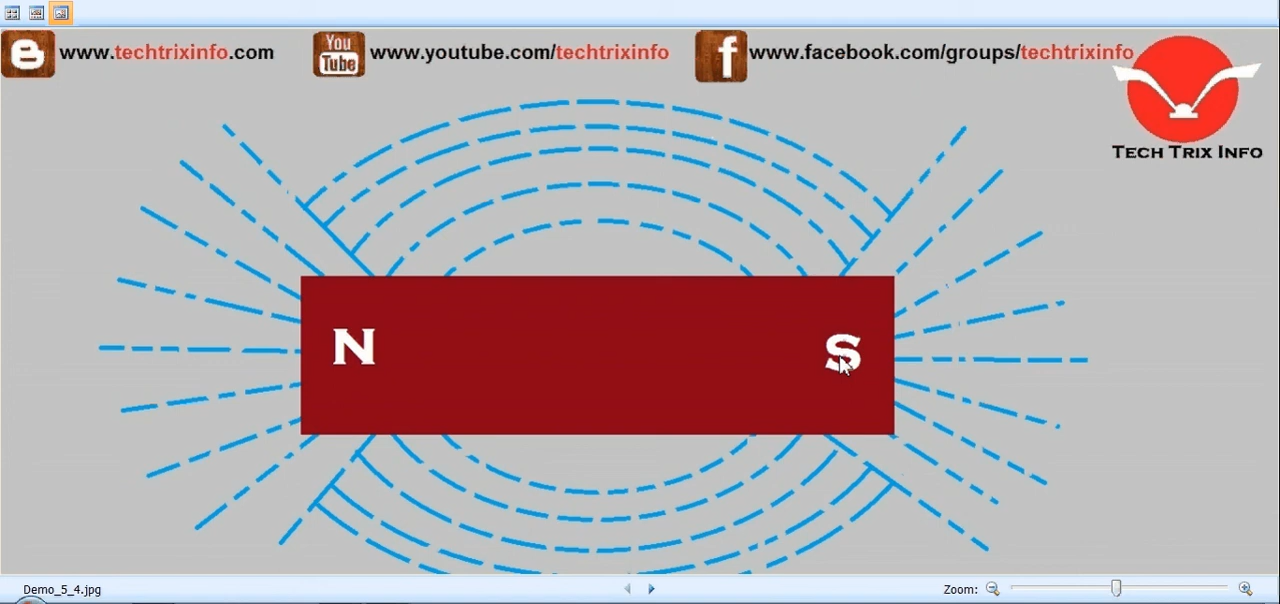 www.techtrixinfo.com
You
Tube
www.youtube.com/techtrixinfo
f
www.facebook.com/groups/techtrixinfo
Tech Trix Info
N
S
Demo_5_4.jpg
Zoom: